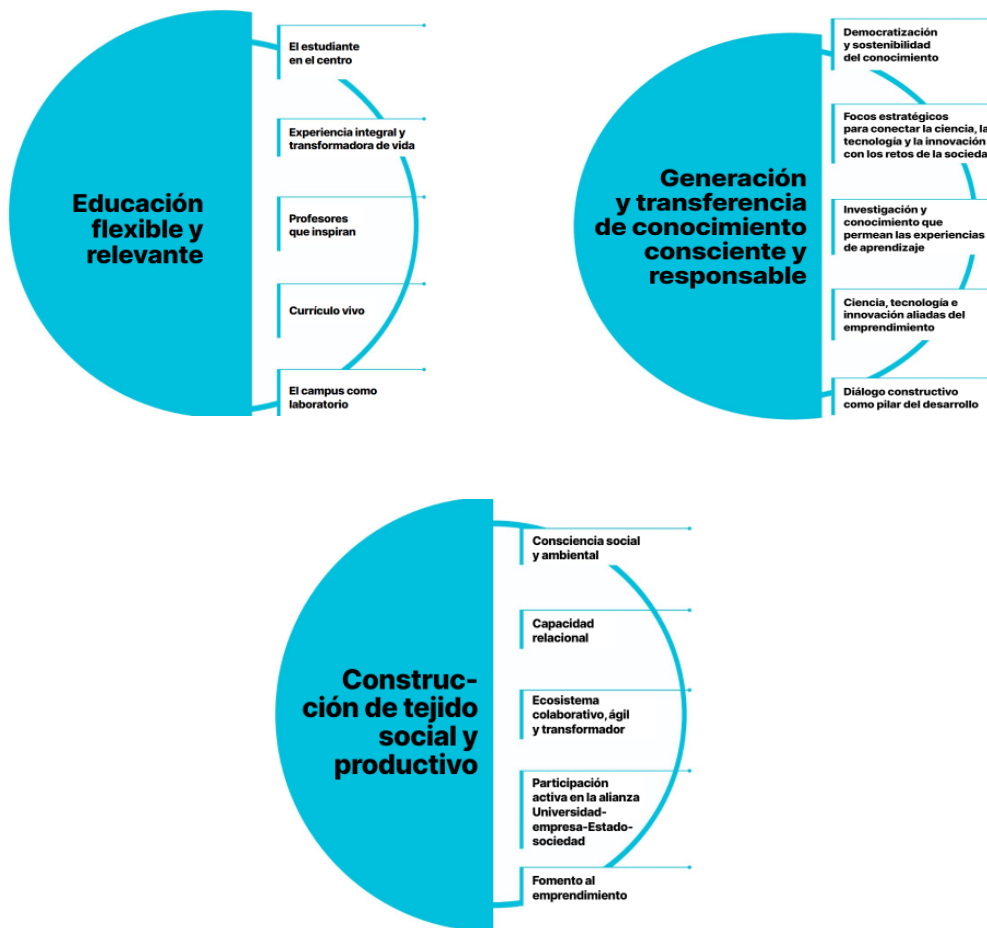 Educación
flexible y
relevante
El estudiante
en el centro
Experiencia integral y
transformadora de vida
Profesores
que inspiran
Currículo vivo
El campus como
laboratorio
Generación
y transferencia
de conocimiento
consciente y
responsable
Democratización
y sostenibilidad
del conocimiento
Focos estratégicos
para conectar la ciencia, la
tecnología y la innovación
con los retos de la socieda
Investigación y
conocimiento que
permean las experiencias
de aprendizaje
Ciencia, tecnología e
innovación aliadas del
emprendimiento
Diálogo constructivo
como pilar del desarrollo
Construc-
ción de tejido
social y
productivo
Consciencia social
y ambiental
Capacidad
relacional
Ecosistema
colaborativo, ágil
y transformador
Participación
activa en la alianza
Universidad-
empresa-Estado-
sociedad
Fomento al
emprendimiento